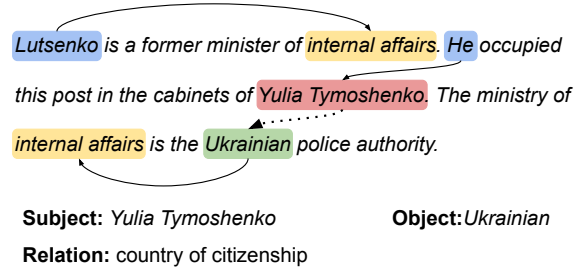 Lutsenko is a former minister of internal affairs. He occupied
this post in the cabinets of Yulia Tymoshenko. The ministry of
internal affairs is the Ukrainian police authority.
Subject: Yulia Tymoshenko Object:Ukrainian
Relation: country of citizenship